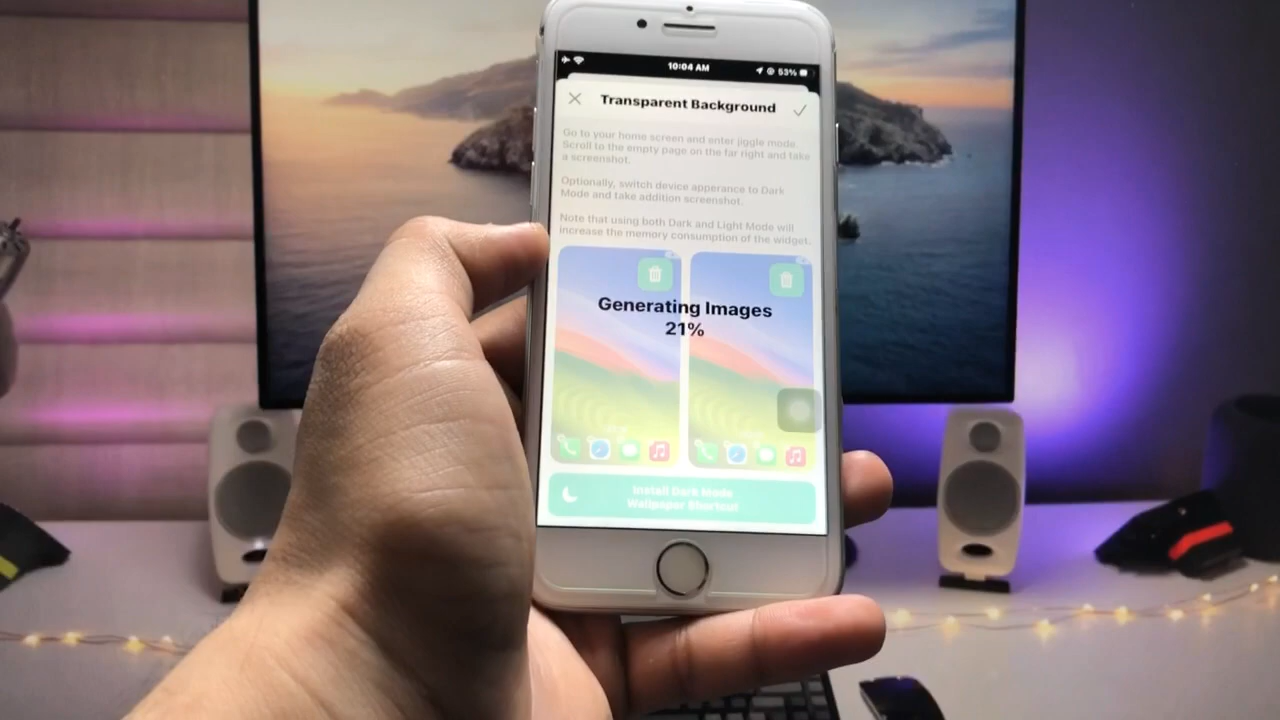 10:04 AM
53%
Transparent Background
Go to your home screen and enter jiggle mode.
Scroll to the empty page on the far right and take
a screenshot.
Optionally, switch device apperance to Dark
Mode and take addition screenshot.
Note that using both Dark and Light Mode will
increase the memory consumption of the widget.
Generating Images
21%
Install Dark Mode
Wallpaper Shortcut